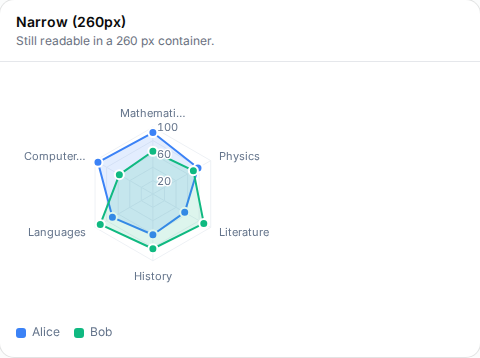 Narrow (260px)
Still readable in a 260 px container.
Mathemati...
100
Computer...
60
Physics
20
Languages
Literature
History
Alice
Bob